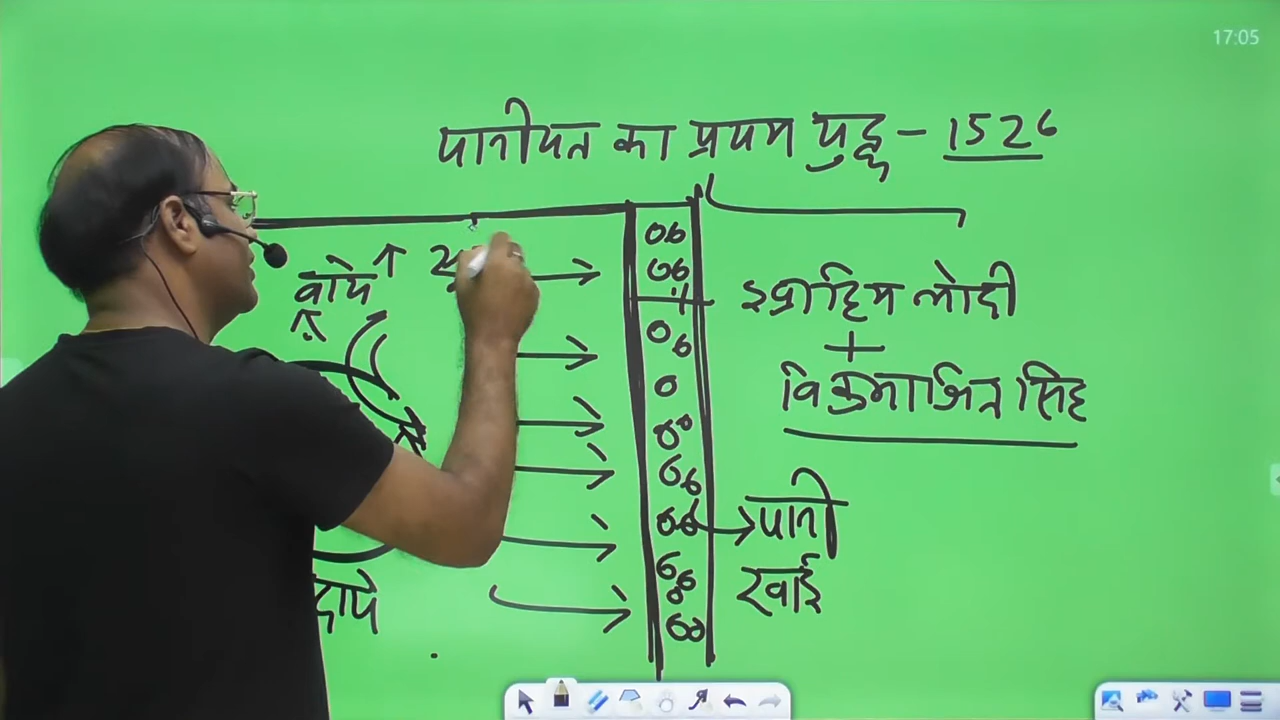 17:05
पानीपत का प्रथम युद्ध - 1526
बायें
इब्राहिम लोदी
+
विक्रमाजित सिंह
पानी
खाई
दायें